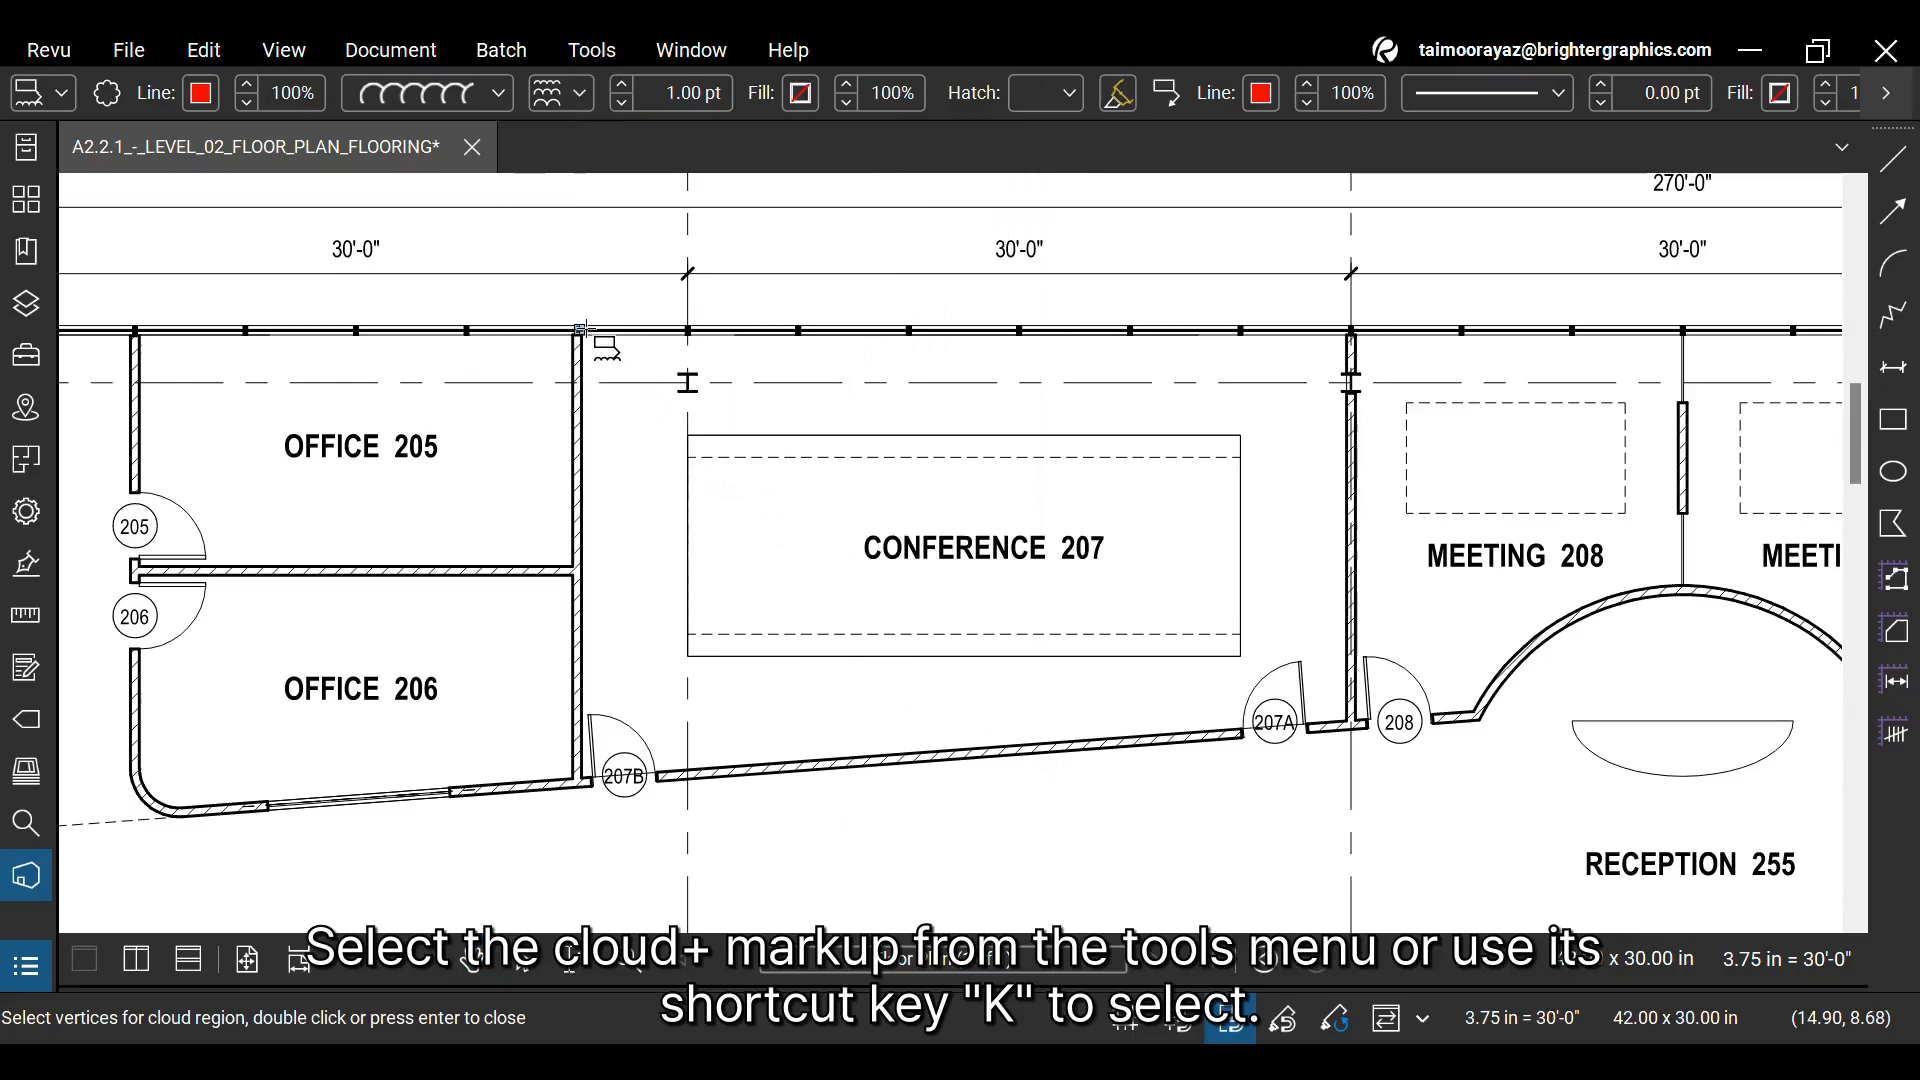 Revu File Edit View Document Batch Tools Window Help taimoorayaz@brightergraphics.com
Line: 100% 1.00 pt Fill: 100% Hatch: Line: 100% 0.00 pt Fill: 1
A2.2.1_-_LEVEL_02_FLOOR_PLAN_FLOORING*
270'-0"
30'-0" 30'-0" 30'-0"
OFFICE 205
205
CONFERENCE 207
MEETING 208 MEETI
206
OFFICE 206
207A 208
207B
RECEPTION 255
Select the cloud+ markup from the tools menu or use its
shortcut key "K" to select.
x 30.00 in 3.75 in = 30'-0"
Select vertices for cloud region, double click or press enter to close 3.75 in = 30'-0" 42.00 x 30.00 in (14.90, 8.68)